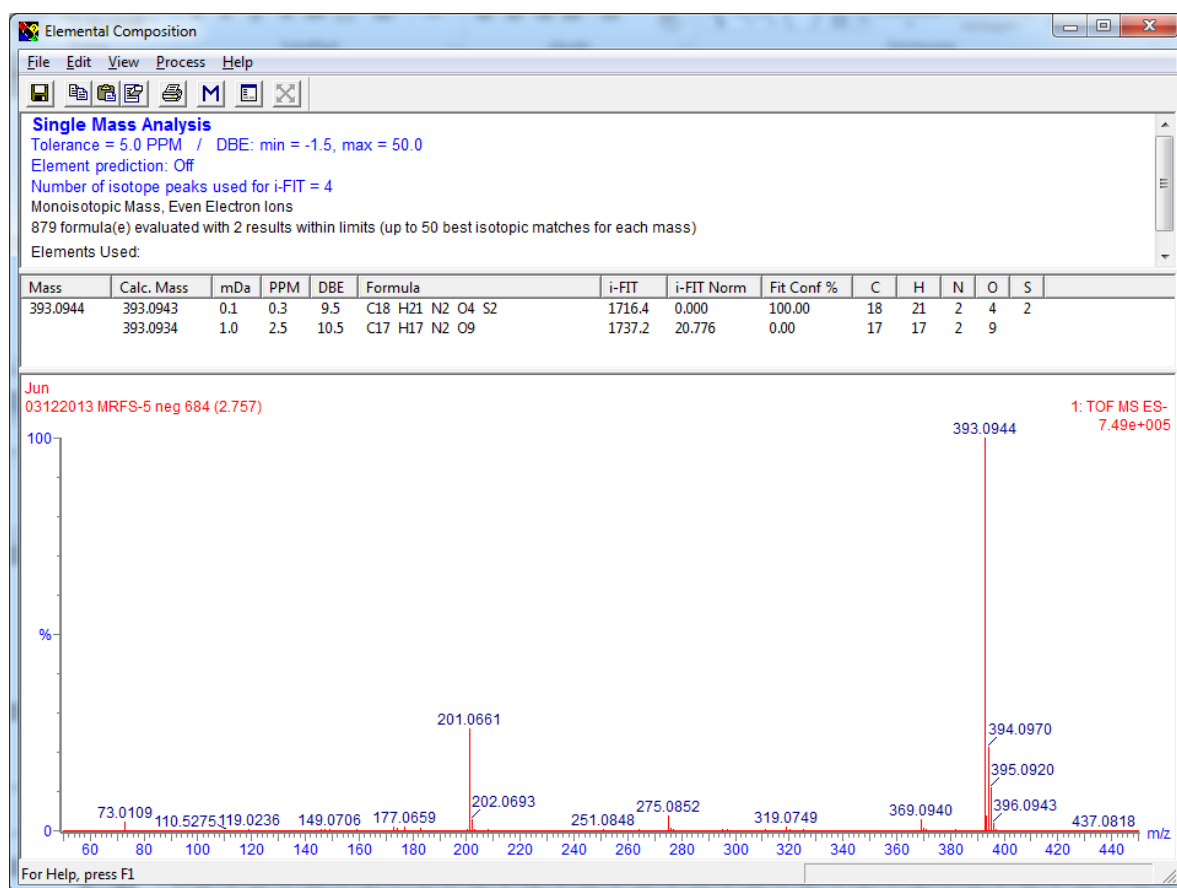 Elemental Composition
File Edit View Process Help
M
Single Mass Analysis
Tolerance = 5.0 PPM / DBE: min = -1.5, max = 50.0
Element prediction: Off
Number of isotope peaks used for i-FIT = 4
Monoisotopic Mass, Even Electron Ions
879 formula(e) evaluated with 2 results within limits (up to 50 best isotopic matches for each mass)
Elements Used:
Mass Calc. Mass mDa PPM DBE Formula i-FIT i-FIT Norm Fit Conf % C H N O S
393.0944 393.0943 0.1 0.3 9.5 C18 H21 N2 O4 S2 1716.4 0.000 100.00 18 21 2 4 2
393.0934 1.0 2.5 10.5 C17 H17 N2 O9 1737.2 20.776 0.00 17 17 2 9
Jun
03122013 MRFS-5 neg 684 (2.757) 1: TOF MS ES-
7.49e+005
100 393.0944
%
201.0661
394.0970
395.0920
73.0109 110.5275 119.0236 149.0706 177.0659 202.0693 251.0848 275.0852 319.0749 369.0940 396.0943 437.0818
0 m/z
60 80 100 120 140 160 180 200 220 240 260 280 300 320 340 360 380 400 420 440
For Help, press F1